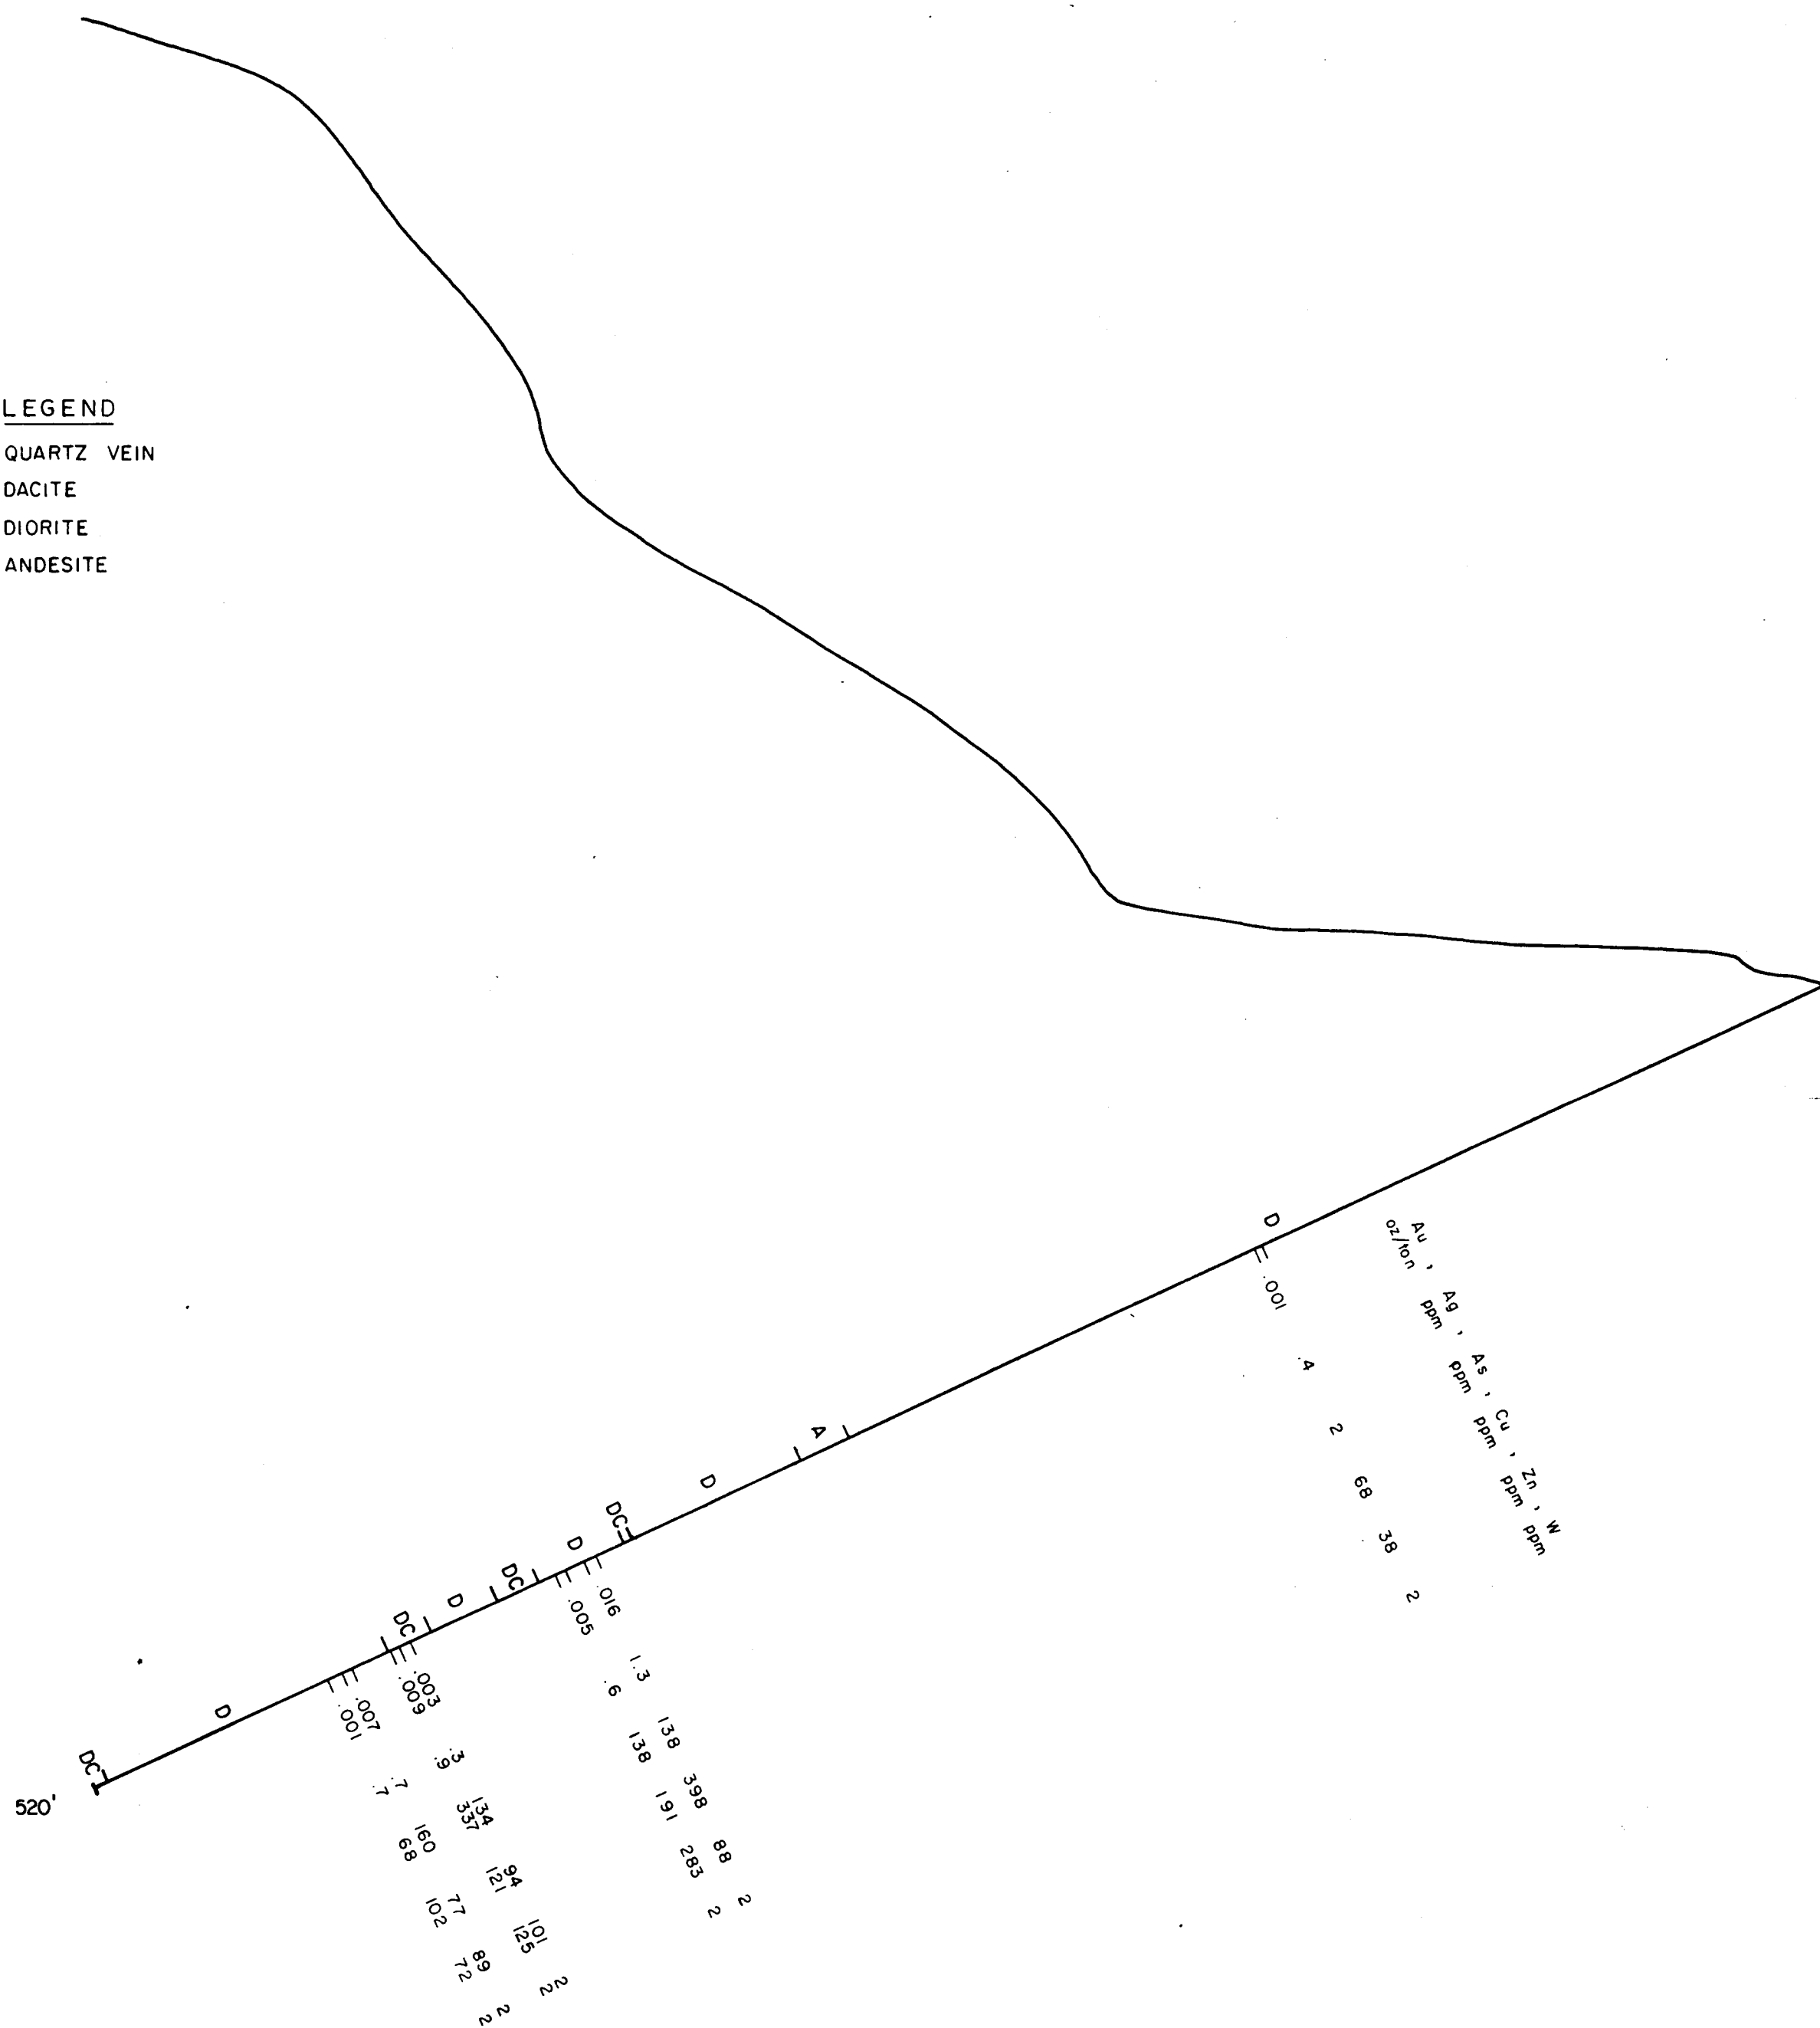 LEGEND
QUARTZ VEIN
DACITE
DIORITE
ANDESITE
Au , Ag , As , Cu , Zn , W
oz/ton ppm ppm ppm ppm ppm
D
.001 .4 2 68 38 2
A
D
DC
D
.016 1.3 138 398 88 2
.005 .6 138 191 283 2
DC
D
DC
.003 .3 134 94 101 2
.009 .9 337 121 125 2
.007 .7 160 77 89 2
.001 .7 68 102 72 2
D
DC
520'